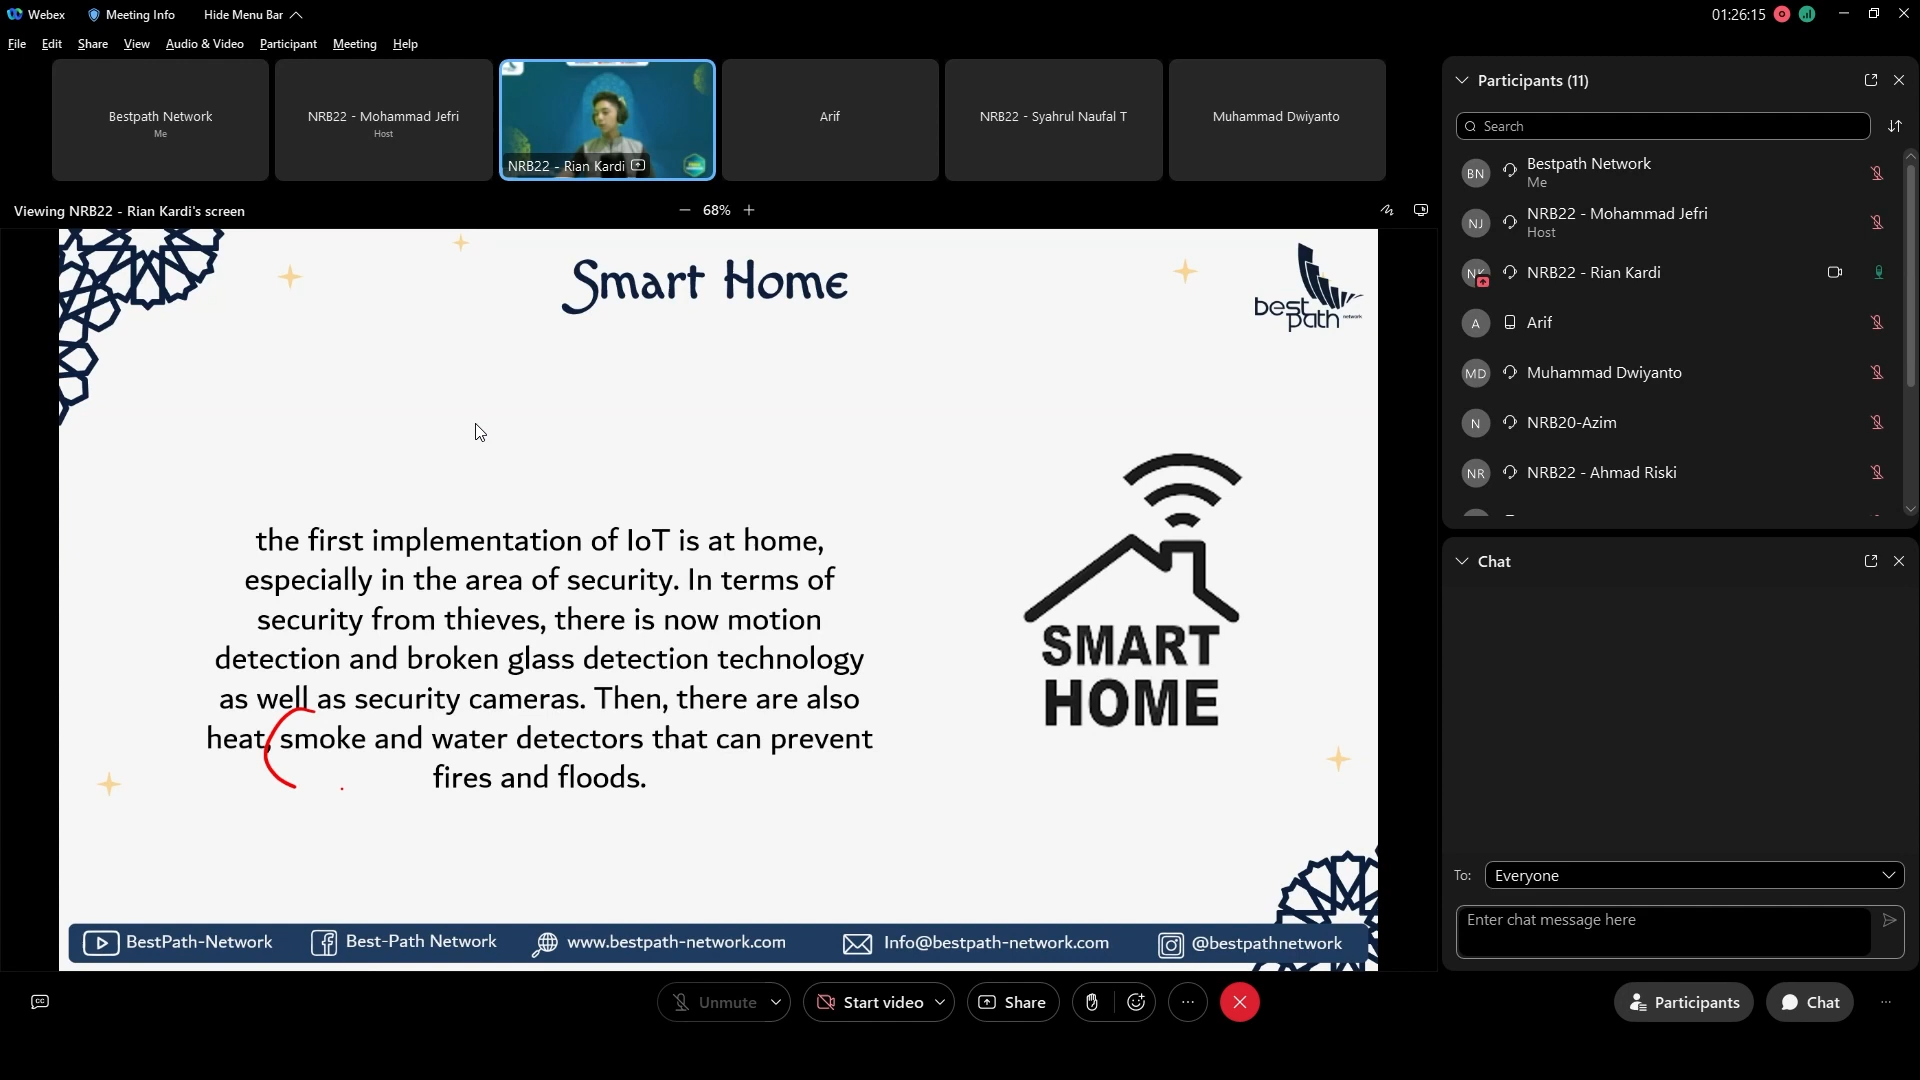 Webex
Meeting Info
Hide Menu Bar
01:26:15
File Edit Share View Audio & Video Participant Meeting Help
Bestpath Network
Me
NRB22 - Mohammad Jefri
Host
NRB22 - Rian Kardi
Arif
NRB22 - Syahrul Naufal T
Muhammad Dwiyanto
Viewing NRB22 - Rian Kardi's screen
68%
Smart Home
best path network
the first implementation of IoT is at home,
especially in the area of security. In terms of
security from thieves, there is now motion
detection and broken glass detection technology
as well as security cameras. Then, there are also
heat, smoke and water detectors that can prevent
fires and floods.
SMART
HOME
BestPath-Network
Best-Path Network
www.bestpath-network.com
Info@bestpath-network.com
@bestpathnetwork
Participants (11)
Search
BN
Bestpath Network
Me
NJ
NRB22 - Mohammad Jefri
Host
NK
NRB22 - Rian Kardi
A
Arif
MD
Muhammad Dwiyanto
N
NRB20-Azim
NR
NRB22 - Ahmad Riski
Chat
To: Everyone
Enter chat message here
CC
Unmute
Start video
Share
Participants
Chat